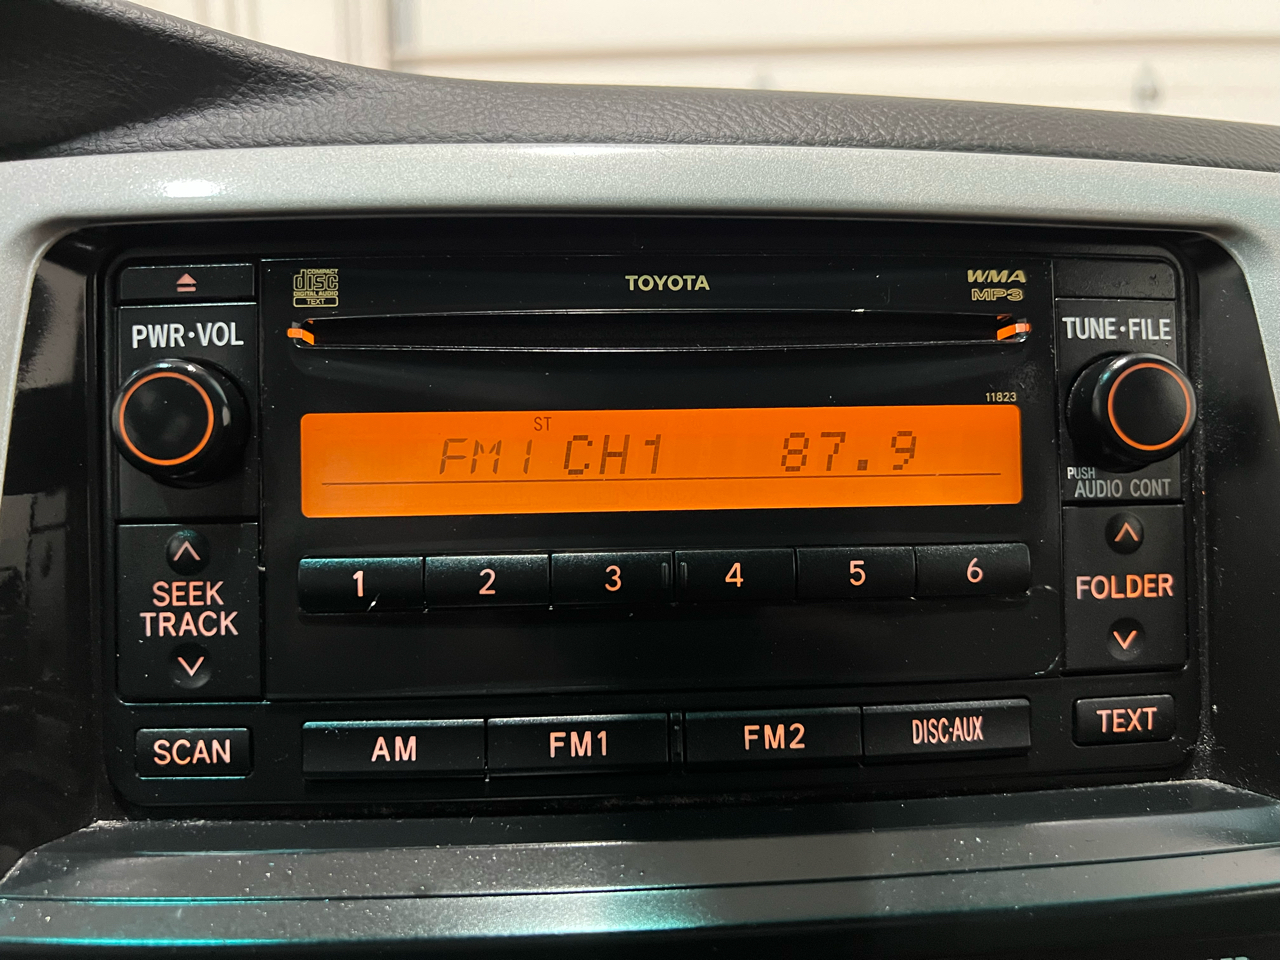 COMPACT
disc
DIGITAL AUDIO
TEXT
TOYOTA
WMA
MP3
PWR·VOL
TUNE·FILE
11823
ST
FM1 CH1 87.9
PUSH
AUDIO CONT
1 2 3 4 5 6
SEEK
TRACK
FOLDER
SCAN
AM
FM1
FM2
DISC·AUX
TEXT